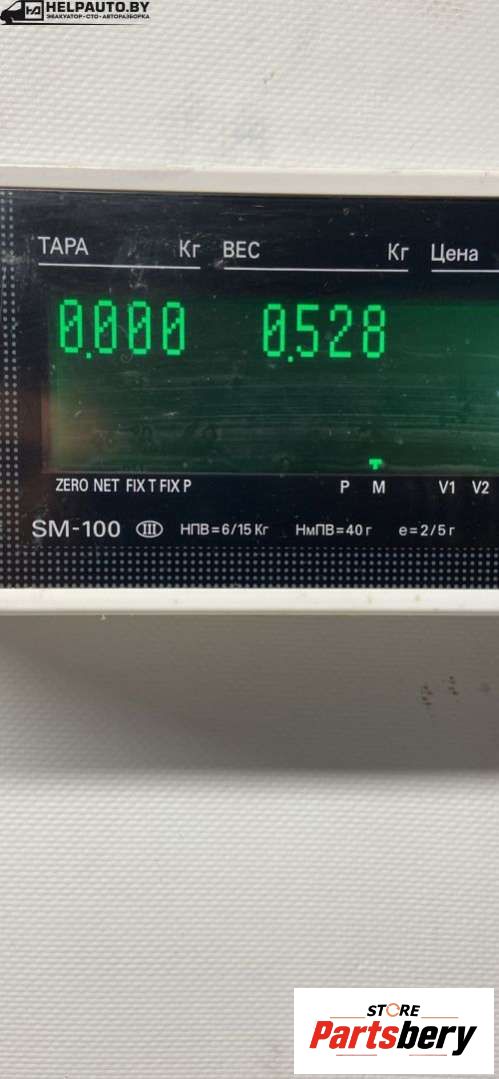 HELPAUTO.BY
ЭВАКУАТОР-СТО-АВТОРАЗБОРКА
ТАРА Кг ВЕС Кг Цена
0.000 0.528
ZERO NET FIX T FIX P P M V1 V2
SM-100 III НПВ=6/15 Кг НмПВ=40 г e=2/5 г
STORE
Partsbery